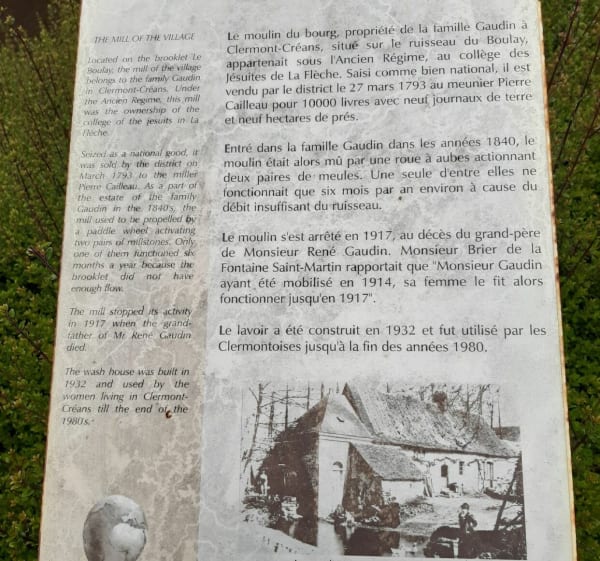 THE MILL OF THE VILLAGE
Located on the brooklet Le
Boulay, the mill of the village
belongs to the family Gaudin
in Clermont-Créans. Under
the Ancien Regime, this mill
was the ownership of the
college of the jesuits in La
Flèche.
Seized as a national good, it
was sold by the district on
March 1793 to the miller
Pierre Cailleau. As a part of
the estate of the family
Gaudin in the 1840's, the
mill used to be propelled by
a paddle wheel activating
two pairs of millstones. Only
one of them functioned six
months a year because the
brooklet did not have
enough flow.
The mill stopped its activity
in 1917 when the grand-
father of Mr René Gaudin
died.
The wash house was built in
1932 and used by the
women living in Clermont-
Créans till the end of the
1980's.
Le moulin du bourg, propriété de la famille Gaudin à
Clermont-Créans, situé sur le ruisseau du Boulay,
appartenait sous l'Ancien Régime, au collège des
Jésuites de La Flèche. Saisi comme bien national, il est
vendu par le district le 27 mars 1793 au meunier Pierre
Cailleau pour 10000 livres avec neuf journaux de terre
et neuf hectares de prés.
Entré dans la famille Gaudin dans les années 1840, le
moulin était alors mû par une roue à aubes actionnant
deux paires de meules. Une seule d'entre elles ne
fonctionnait que six mois par an environ à cause du
débit insuffisant du ruisseau.
Le moulin s'est arrêté en 1917, au décès du grand-père
de Monsieur René Gaudin. Monsieur Brier de la
Fontaine Saint-Martin rapportait que "Monsieur Gaudin
ayant été mobilisé en 1914, sa femme le fit alors
fonctionner jusqu'en 1917".
Le lavoir a été construit en 1932 et fut utilisé par les
Clermontoises jusqu'à la fin des années 1980.